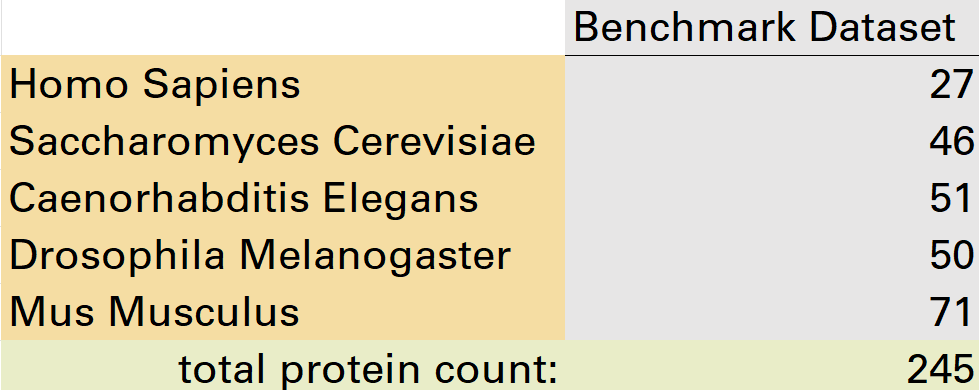 Benchmark Dataset
Homo Sapiens 27
Saccharomyces Cerevisiae 46
Caenorhabditis Elegans 51
Drosophila Melanogaster 50
Mus Musculus 71
total protein count: 245